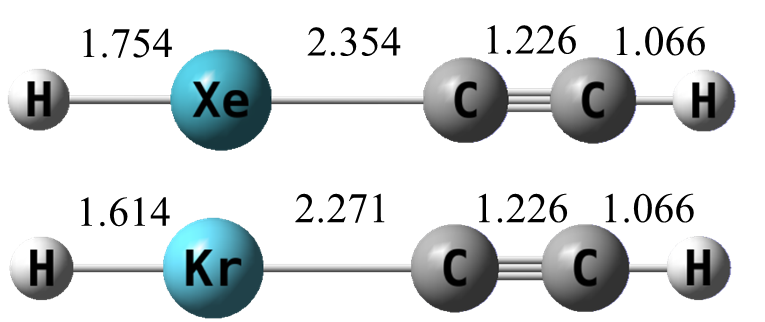 1.754 2.354 1.226 1.066
H Xe C C H
1.614 2.271 1.226 1.066
H Kr C C H